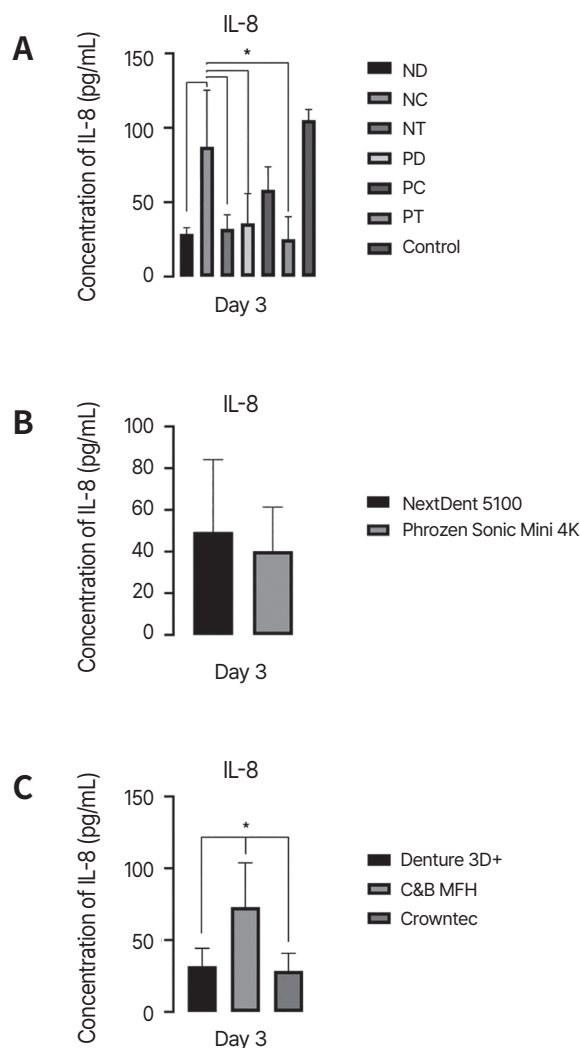 A
IL-8
Concentration of IL-8 (pg/mL)
150
100
50
0
*
Day 3
ND
NC
NT
PD
PC
PT
Control
B
IL-8
Concentration of IL-8 (pg/mL)
100
80
60
40
20
0
Day 3
NextDent 5100
Phrozen Sonic Mini 4K
C
IL-8
Concentration of IL-8 (pg/mL)
150
100
50
0
*
Day 3
Denture 3D+
C&B MFH
Crowntec